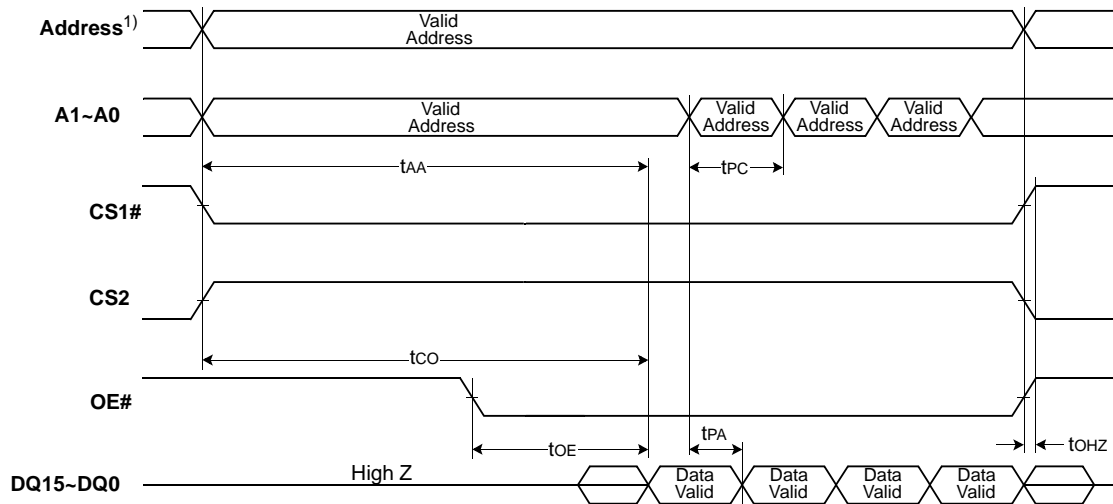 Address1)
Valid
Address
A1~A0
Valid
Address
Valid
Address
Valid
Address
Valid
Address
tAA
tPC
CS1#
CS2
tCO
OE#
tOE
tPA
tOHZ
DQ15~DQ0
High Z
Data
Valid
Data
Valid
Data
Valid
Data
Valid